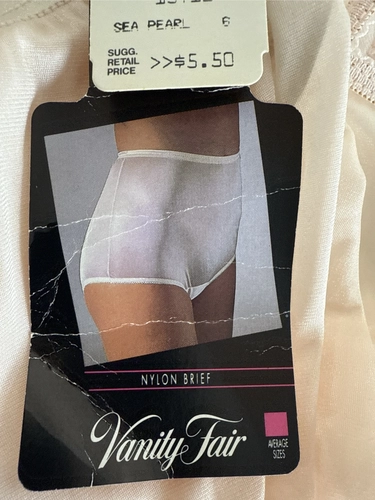 SEA PEARL 6
SUGG.
RETAIL
PRICE >>$5.50
NYLON BRIEF
Vanity Fair
AVERAGE
SIZES